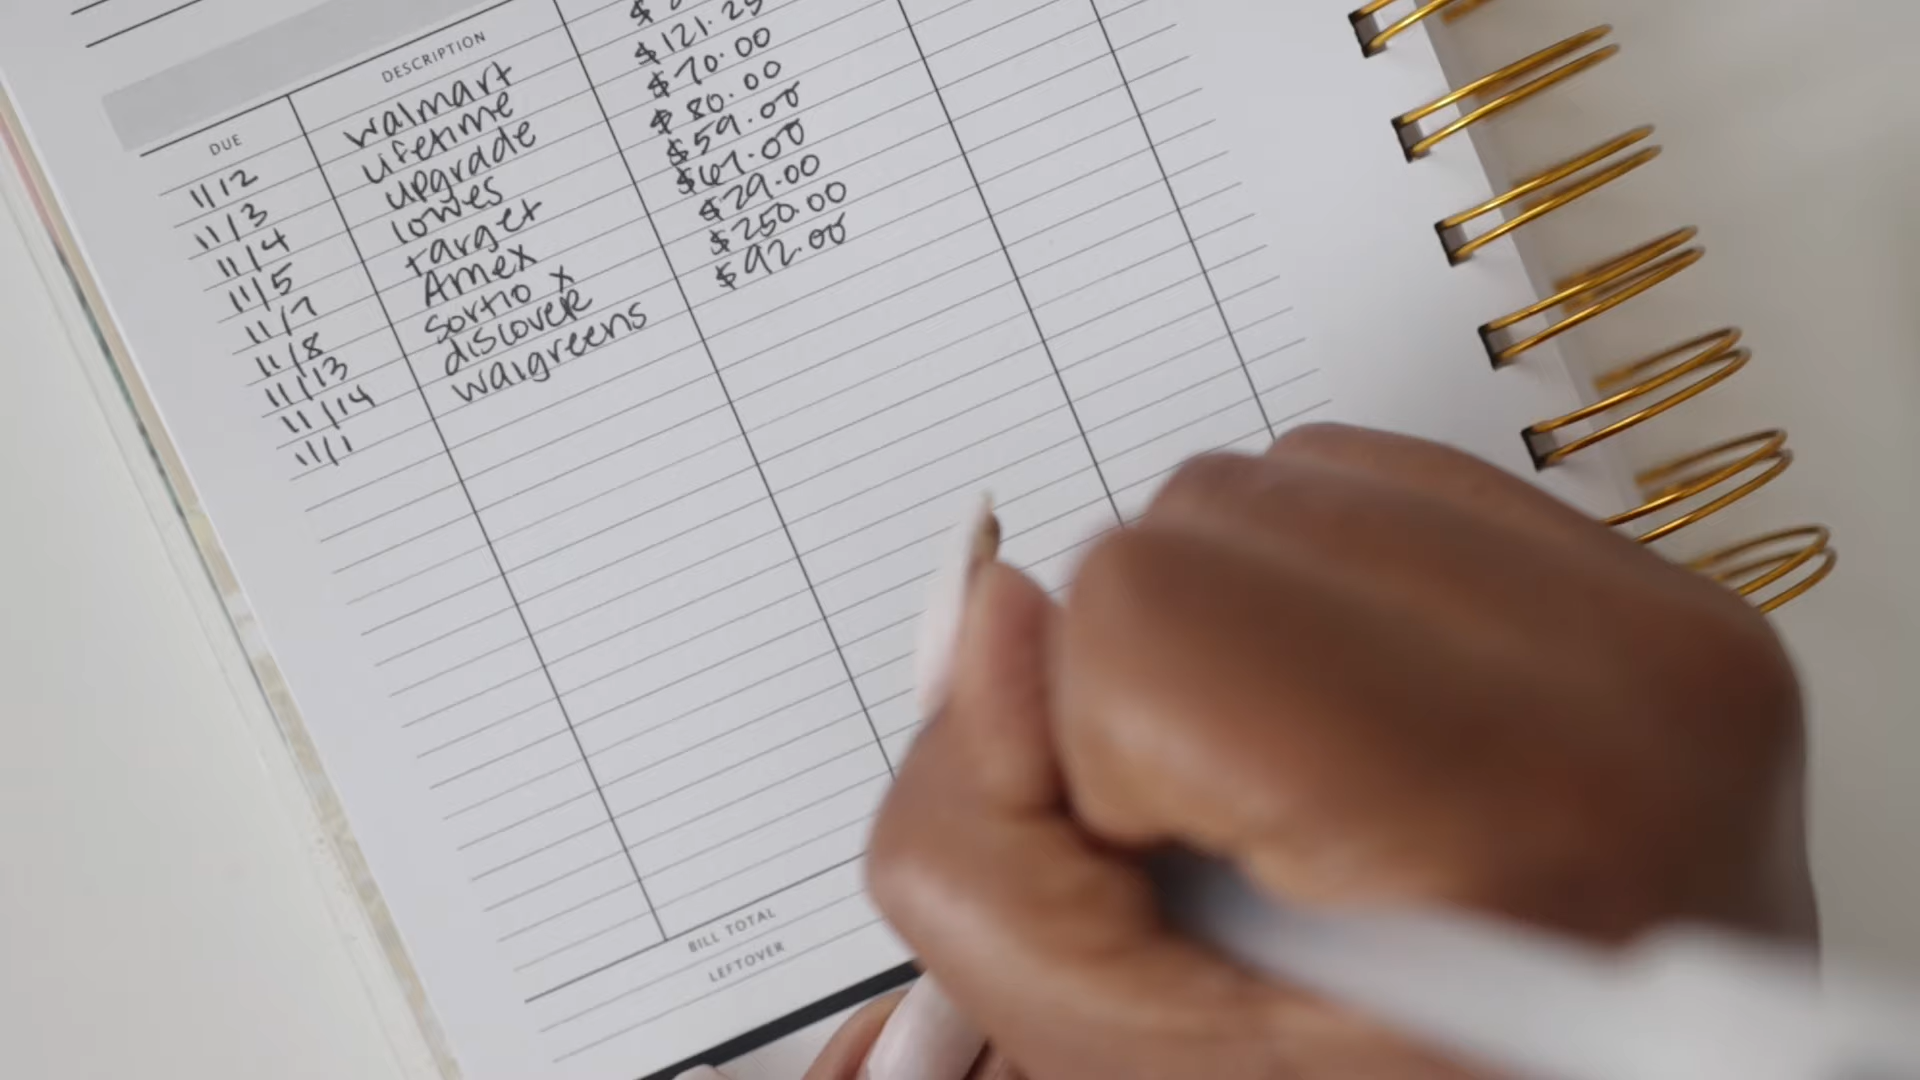 DUE DESCRIPTION
11/2 walmart $
11/3 lifetime $121.25
11/4 upgrade $70.00
11/5 lowes $80.00
11/7 target $59.00
11/8 Amex $67.00
11/13 sortio x $29.00
11/14 discover $250.00
11/1 walgreens $92.00
BILL TOTAL
LEFTOVER